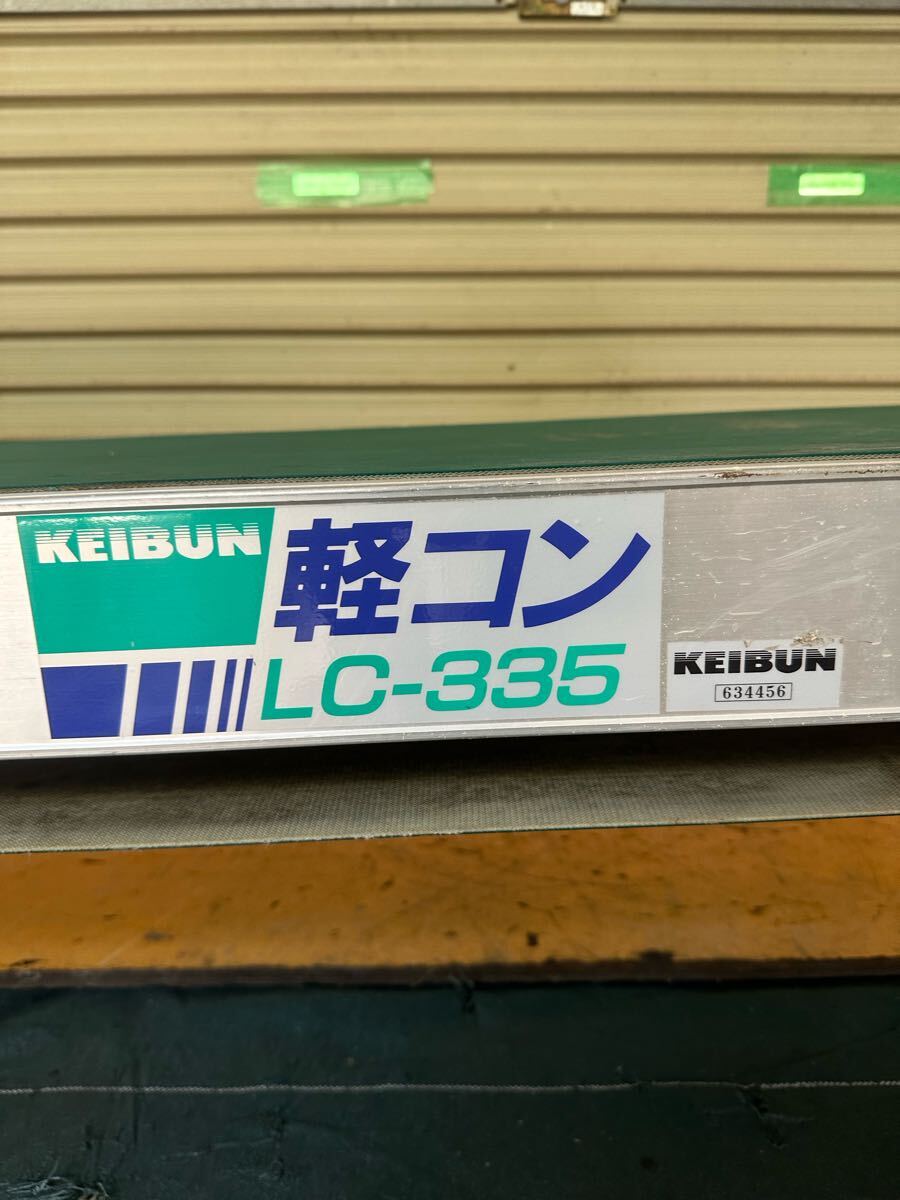 KEIBUN
軽コン
LC-335
KEIBUN
634456